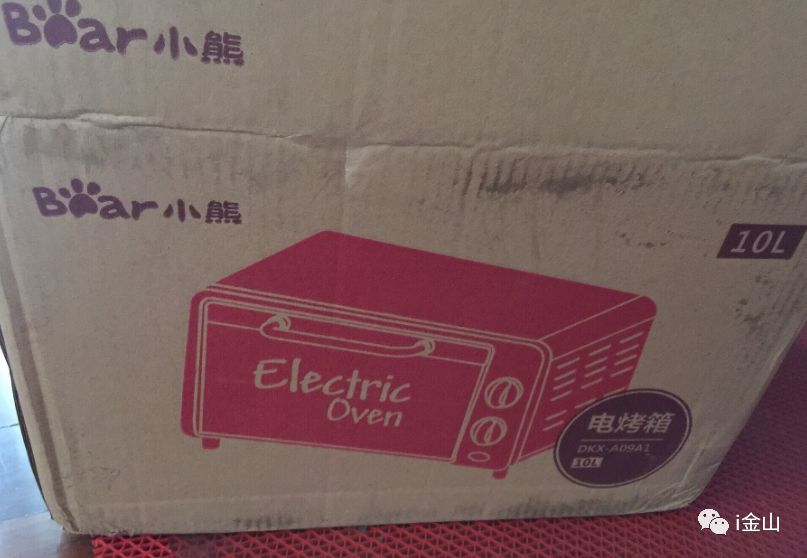 Bear小熊
Bear小熊
10L
Electric
Oven
电烤箱
DKX-A09A1
10L
i金山